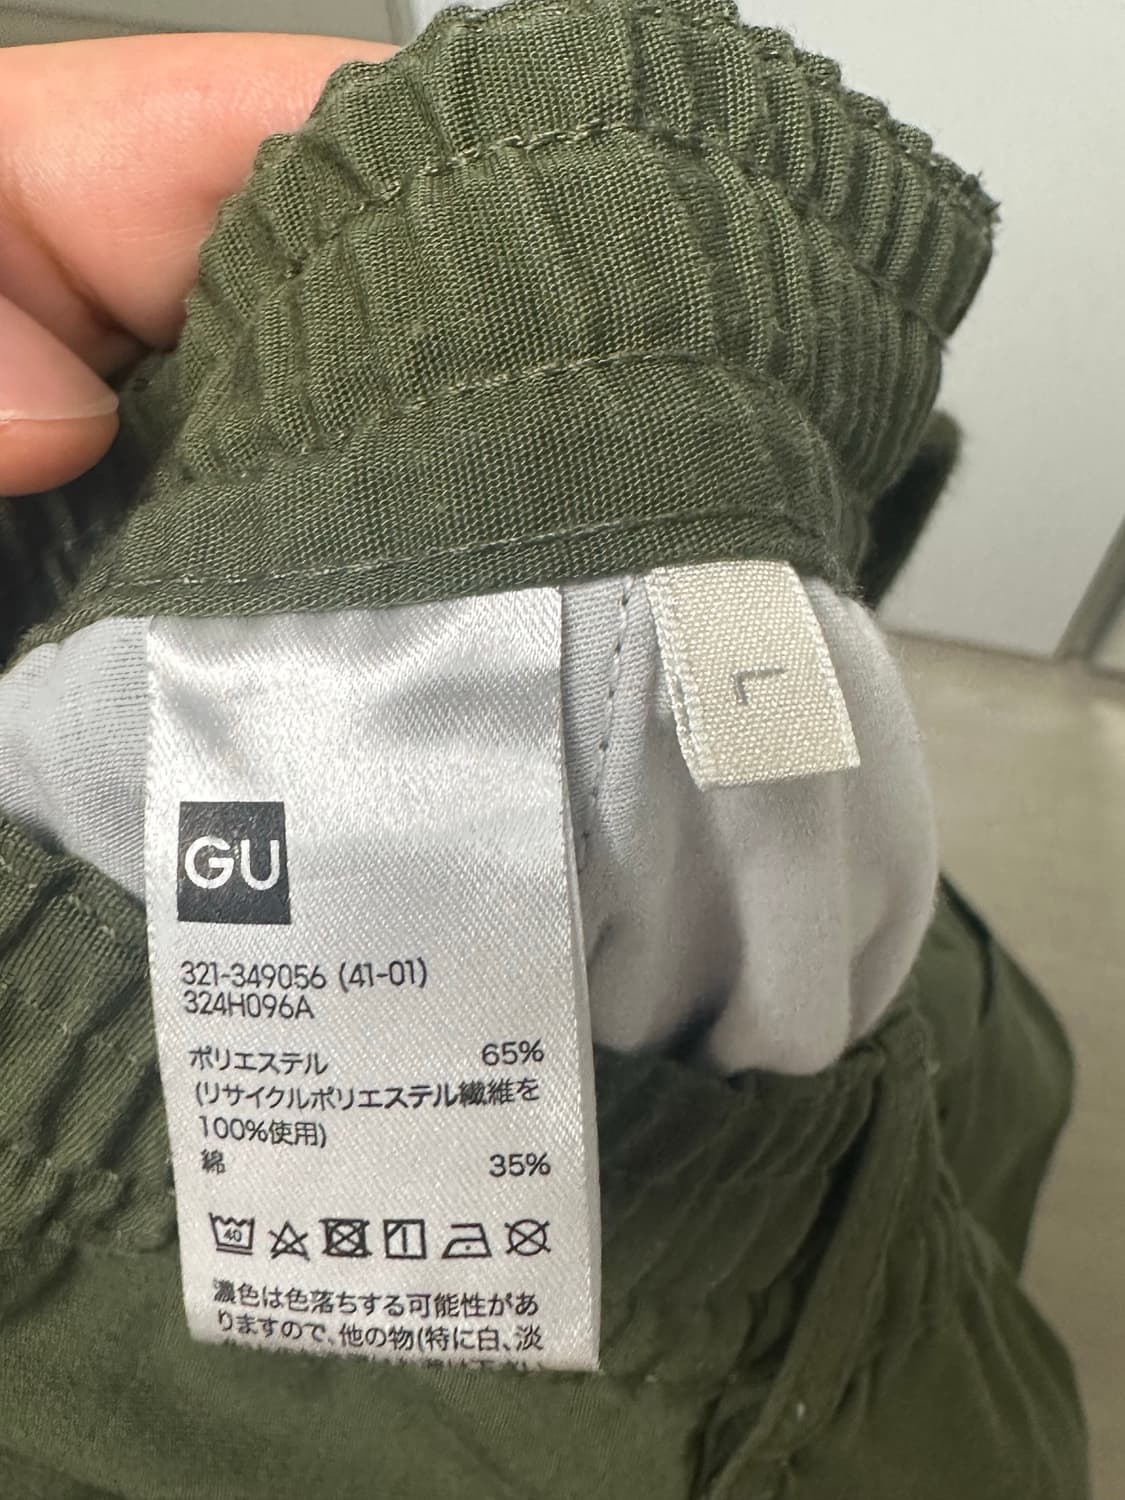 L
GU
321-349056 (41-01)
324H096A
ポリエステル 65%
(リサイクルポリエステル繊維を
100%使用)
綿 35%
40
濃色は色落ちする可能性があ
りますので、他の物(特に白、淡